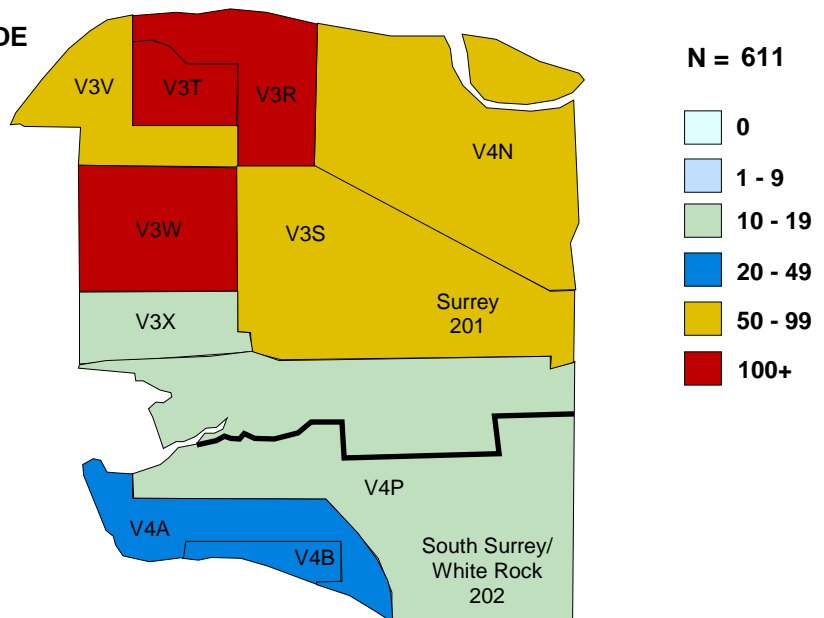 DE
N = 611
0
1 - 9
10 - 19
20 - 49
50 - 99
100+
V3V
V3T
V3R
V4N
V3W
V3S
Surrey
201
V3X
V4P
V4A
V4B
South Surrey/
White Rock
202